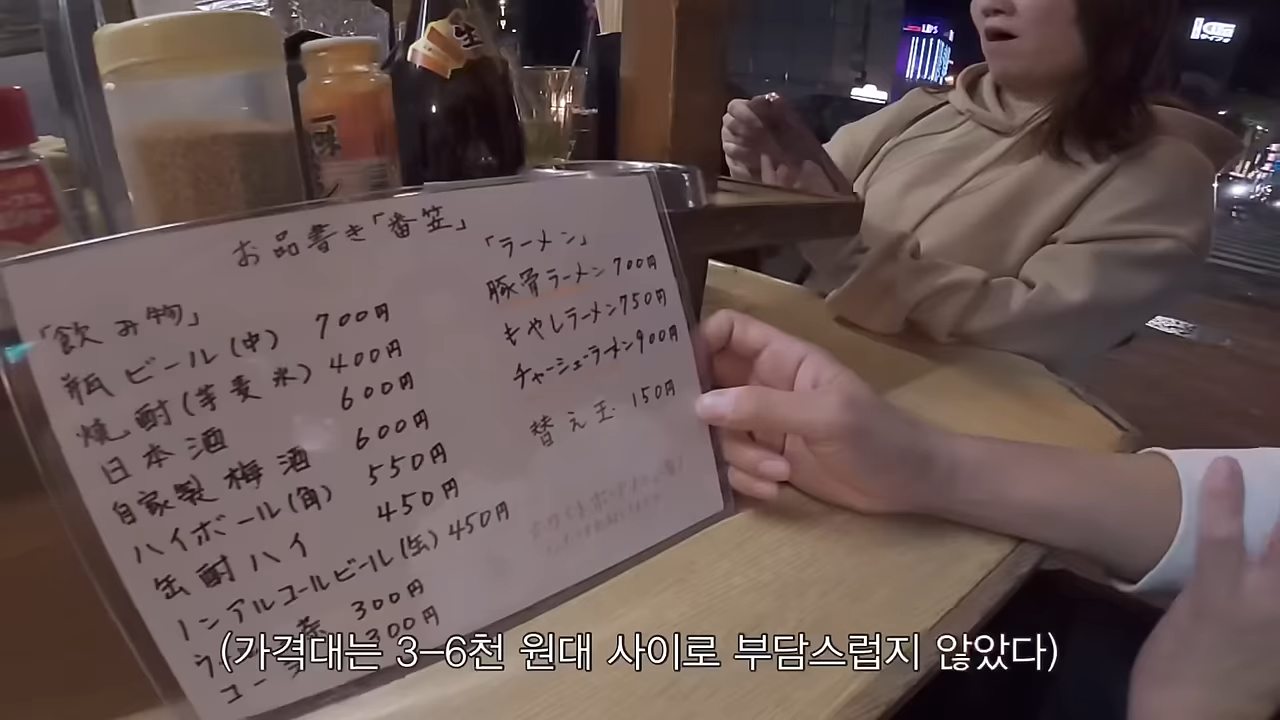 お品書き「番笠」
「飲み物」
瓶ビール(中) 700円
焼酎(芋麦米) 400円
日本酒 600円
自家製梅酒 600円
ハイボール(角) 550円
缶酎ハイ 450円
ノンアルコールビール(缶) 450円
茶 300円
コーラ 300円
「ラーメン」
豚骨ラーメン 700円
もやしラーメン 750円
チャーシューラーメン 900円
替え玉 150円
生
一味
(가격대는 3-6천 원대 사이로 부담스럽지 않았다)